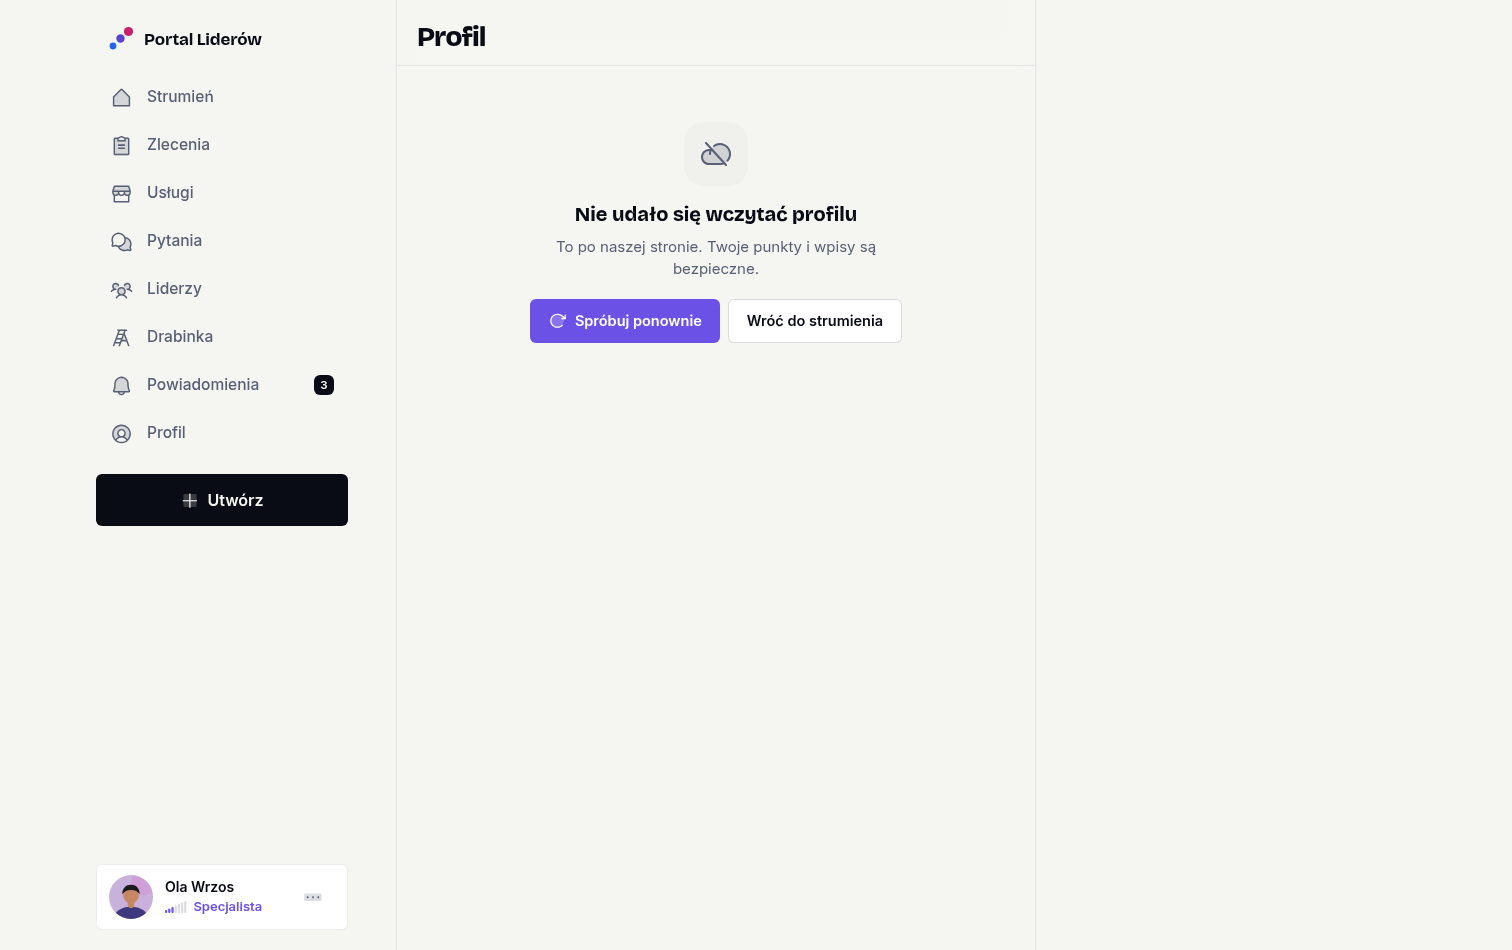 Portal Liderów
Strumień
Zlecenia
Usługi
Pytania
Liderzy
Drabinka
Powiadomienia 3
Profil
Utwórz
Ola Wrzos
Specjalista
Profil
Nie udało się wczytać profilu
To po naszej stronie. Twoje punkty i wpisy są
bezpieczne.
Spróbuj ponownie Wróć do strumienia